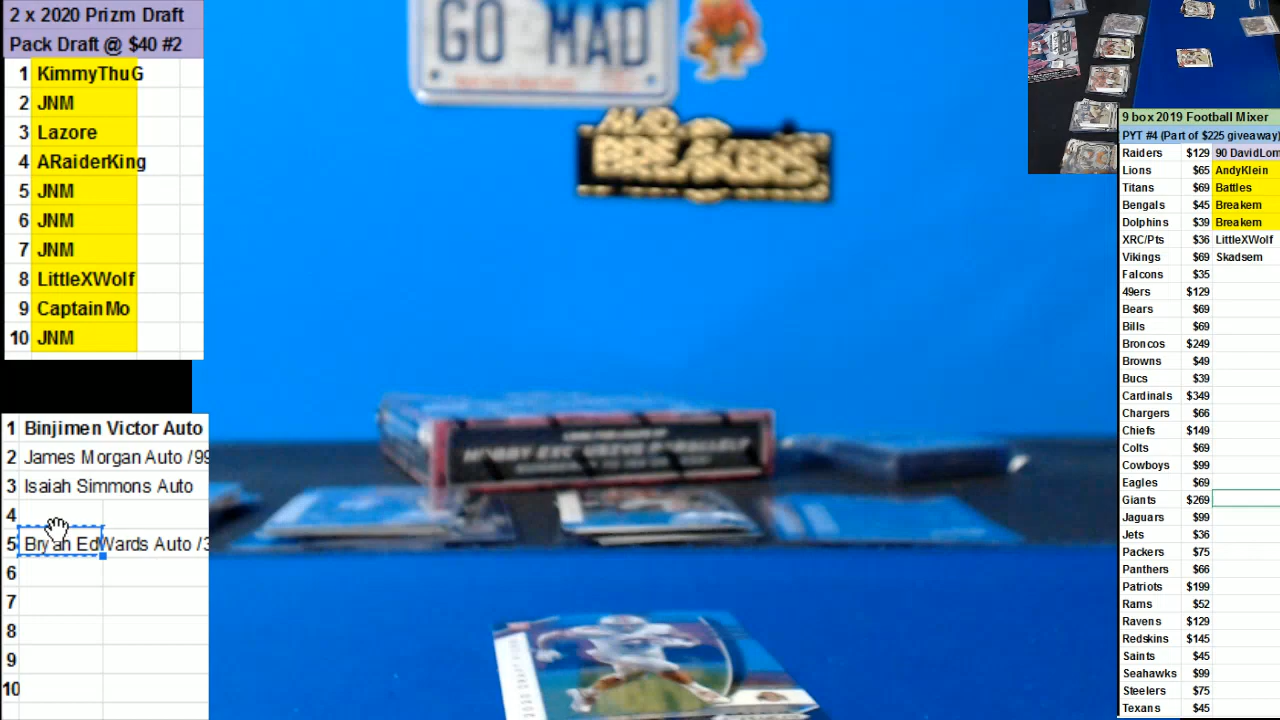 2 x 2020 Prizm Draft
Pack Draft @ $40 #2
1 KimmyThuG
2 JNM
3 Lazore
4 ARaiderKing
5 JNM
6 JNM
7 JNM
8 LittleXWolf
9 CaptainMo
10 JNM
1 Binjimen Victor Auto
2 James Morgan Auto /99
3 Isaiah Simmons Auto
4
5 Bryan EdWards Auto /3
6
7
8
9
10
GO MAD
MOJO
BREAKERS
HOBBY EXCLUSIVE PARALLELS
9 box 2019 Football Mixer
PYT #4 (Part of $225 giveaway)
Raiders $129 90 DavidLom
Lions $65 AndyKlein
Titans $69 Battles
Bengals $45 Breakem
Dolphins $39 Breakem
XRC/Pts $36 LittleXWolf
Vikings $69 Skadsem
Falcons $35
49ers $129
Bears $69
Bills $69
Broncos $249
Browns $49
Bucs $39
Cardinals $349
Chargers $66
Chiefs $149
Colts $69
Cowboys $99
Eagles $69
Giants $269
Jaguars $99
Jets $36
Packers $75
Panthers $66
Patriots $199
Rams $52
Ravens $129
Redskins $145
Saints $45
Seahawks $99
Steelers $75
Texans $45